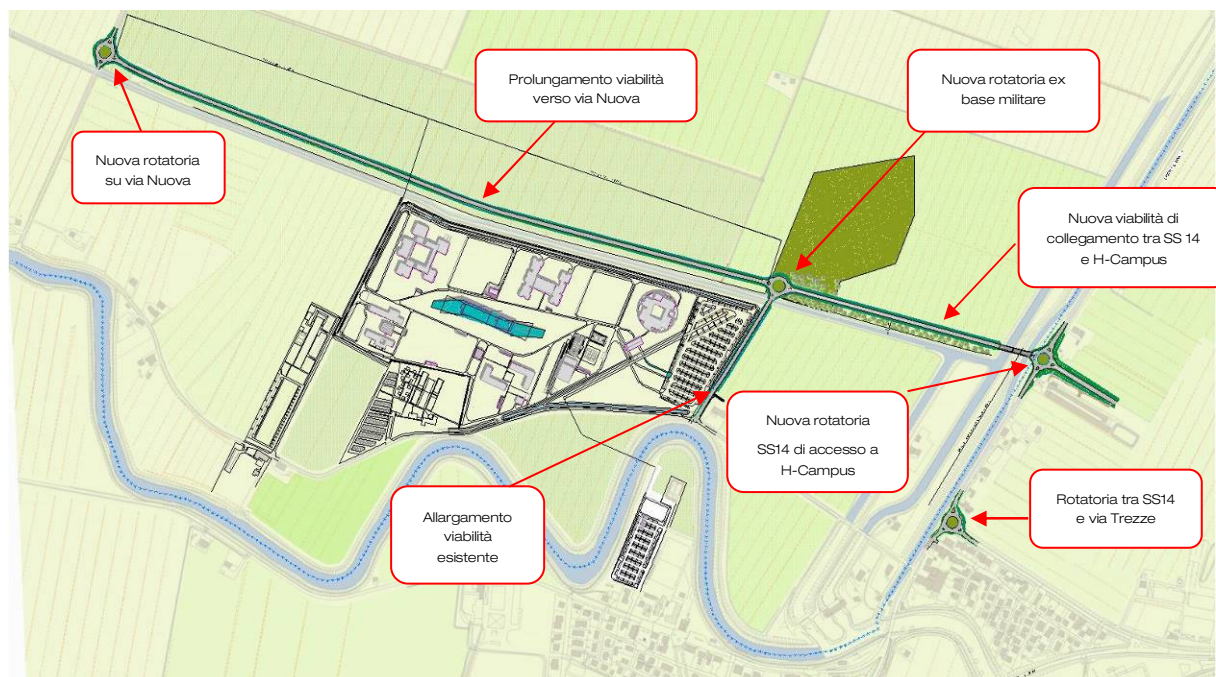 Prolungamento viabilità
verso via Nuova
Nuova rotatoria ex
base militare
Nuova rotatoria
su via Nuova
Nuova viabilità di
collegamento tra SS 14
e H-Campus
Nuova rotatoria
SS14 di accesso a
H-Campus
Allargamento
viabilità
esistente
Rotatoria tra SS14
e via Trezze